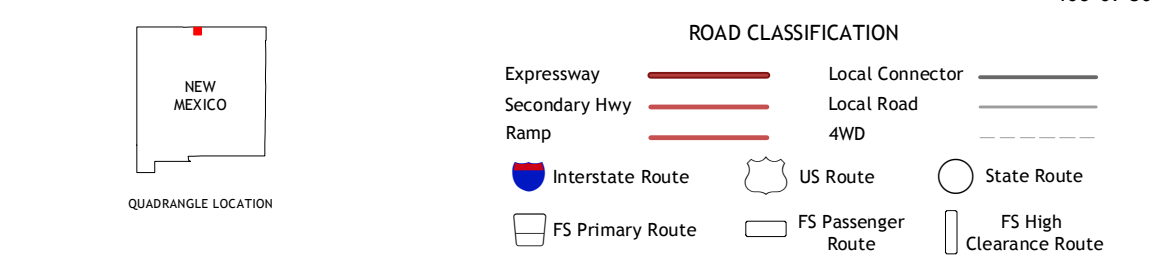 NEW
MEXICO
QUADRANGLE LOCATION
ROAD CLASSIFICATION
Expressway
Local Connector
Secondary Hwy
Local Road
Ramp
4WD
Interstate Route
US Route
State Route
FS Primary Route
FS Passenger
Route
FS High
Clearance Route